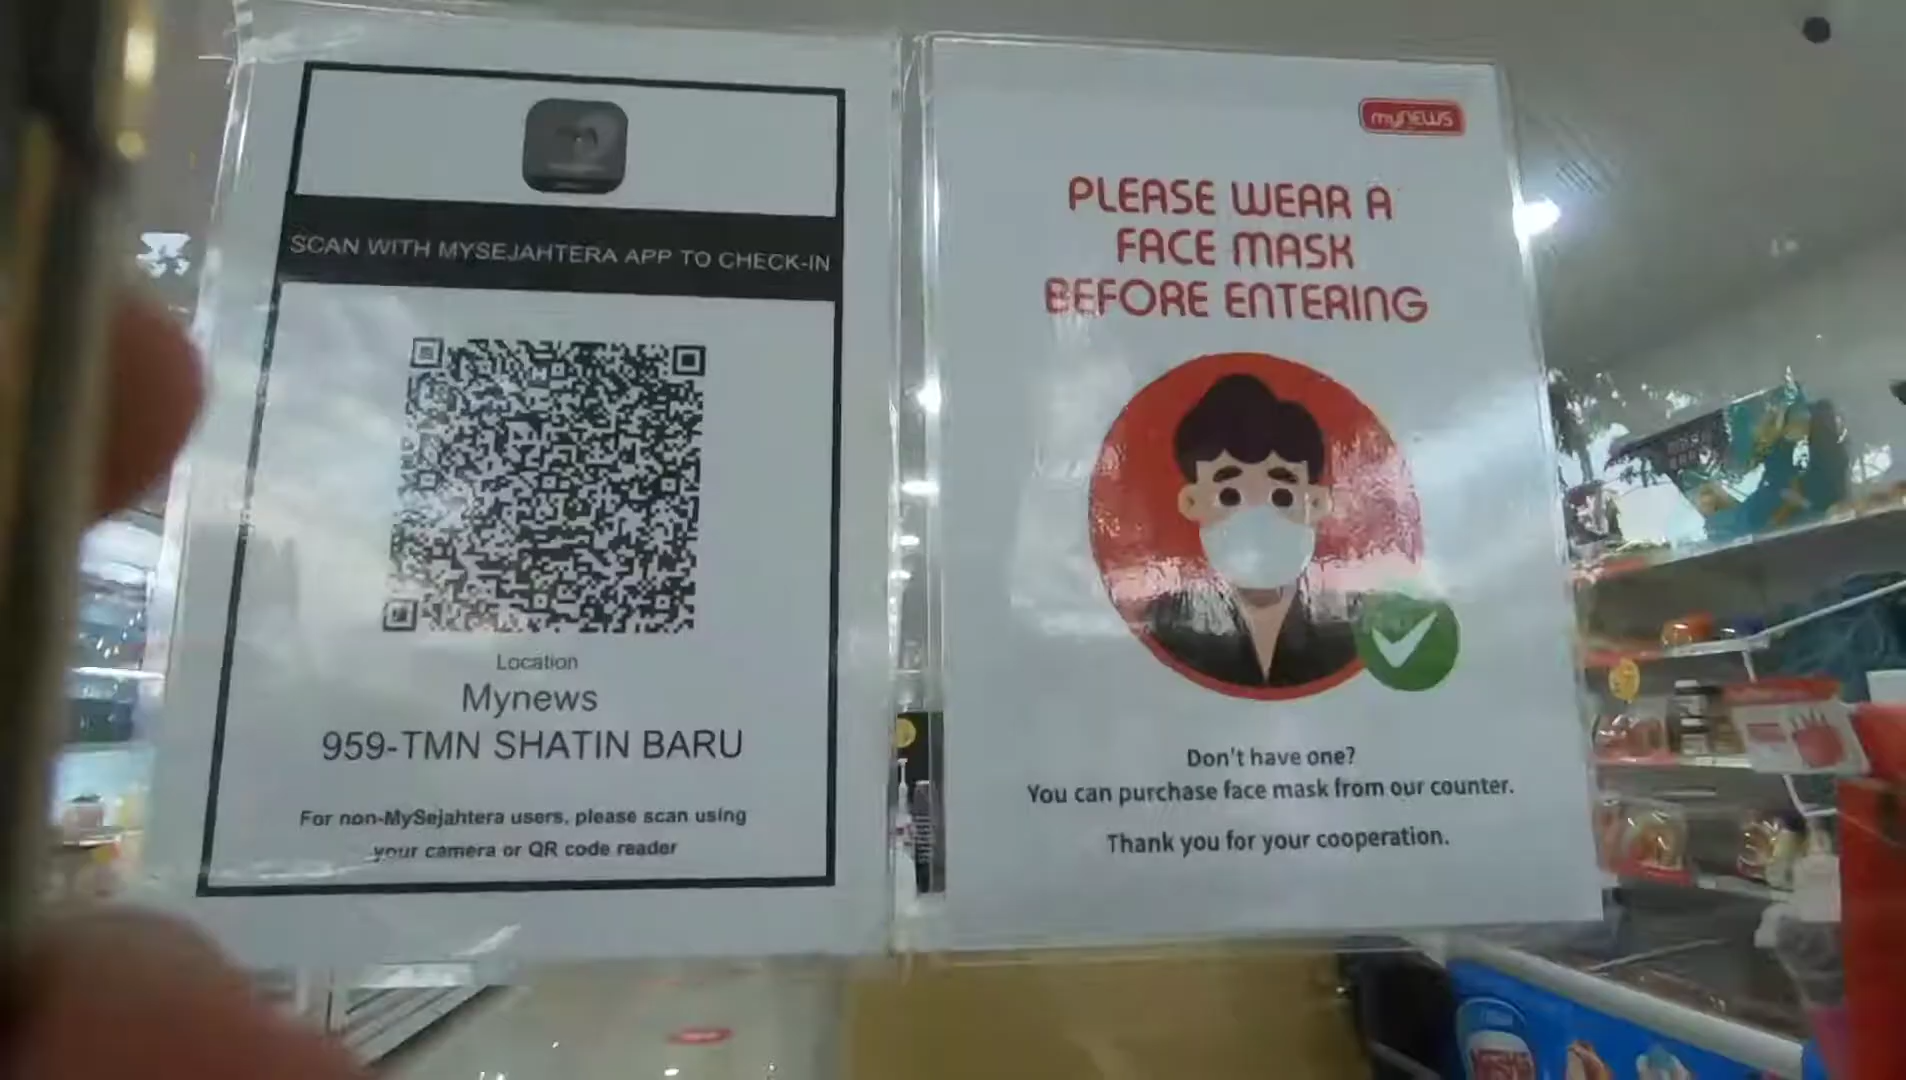 SCAN WITH MYSEJAHTERA APP TO CHECK-IN
Location
Mynews
959-TMN SHATIN BARU
For non-MySejahtera users, please scan using
your camera or QR code reader
myNEWS
PLEASE WEAR A
FACE MASK
BEFORE ENTERING
Don't have one?
You can purchase face mask from our counter.
Thank you for your cooperation.